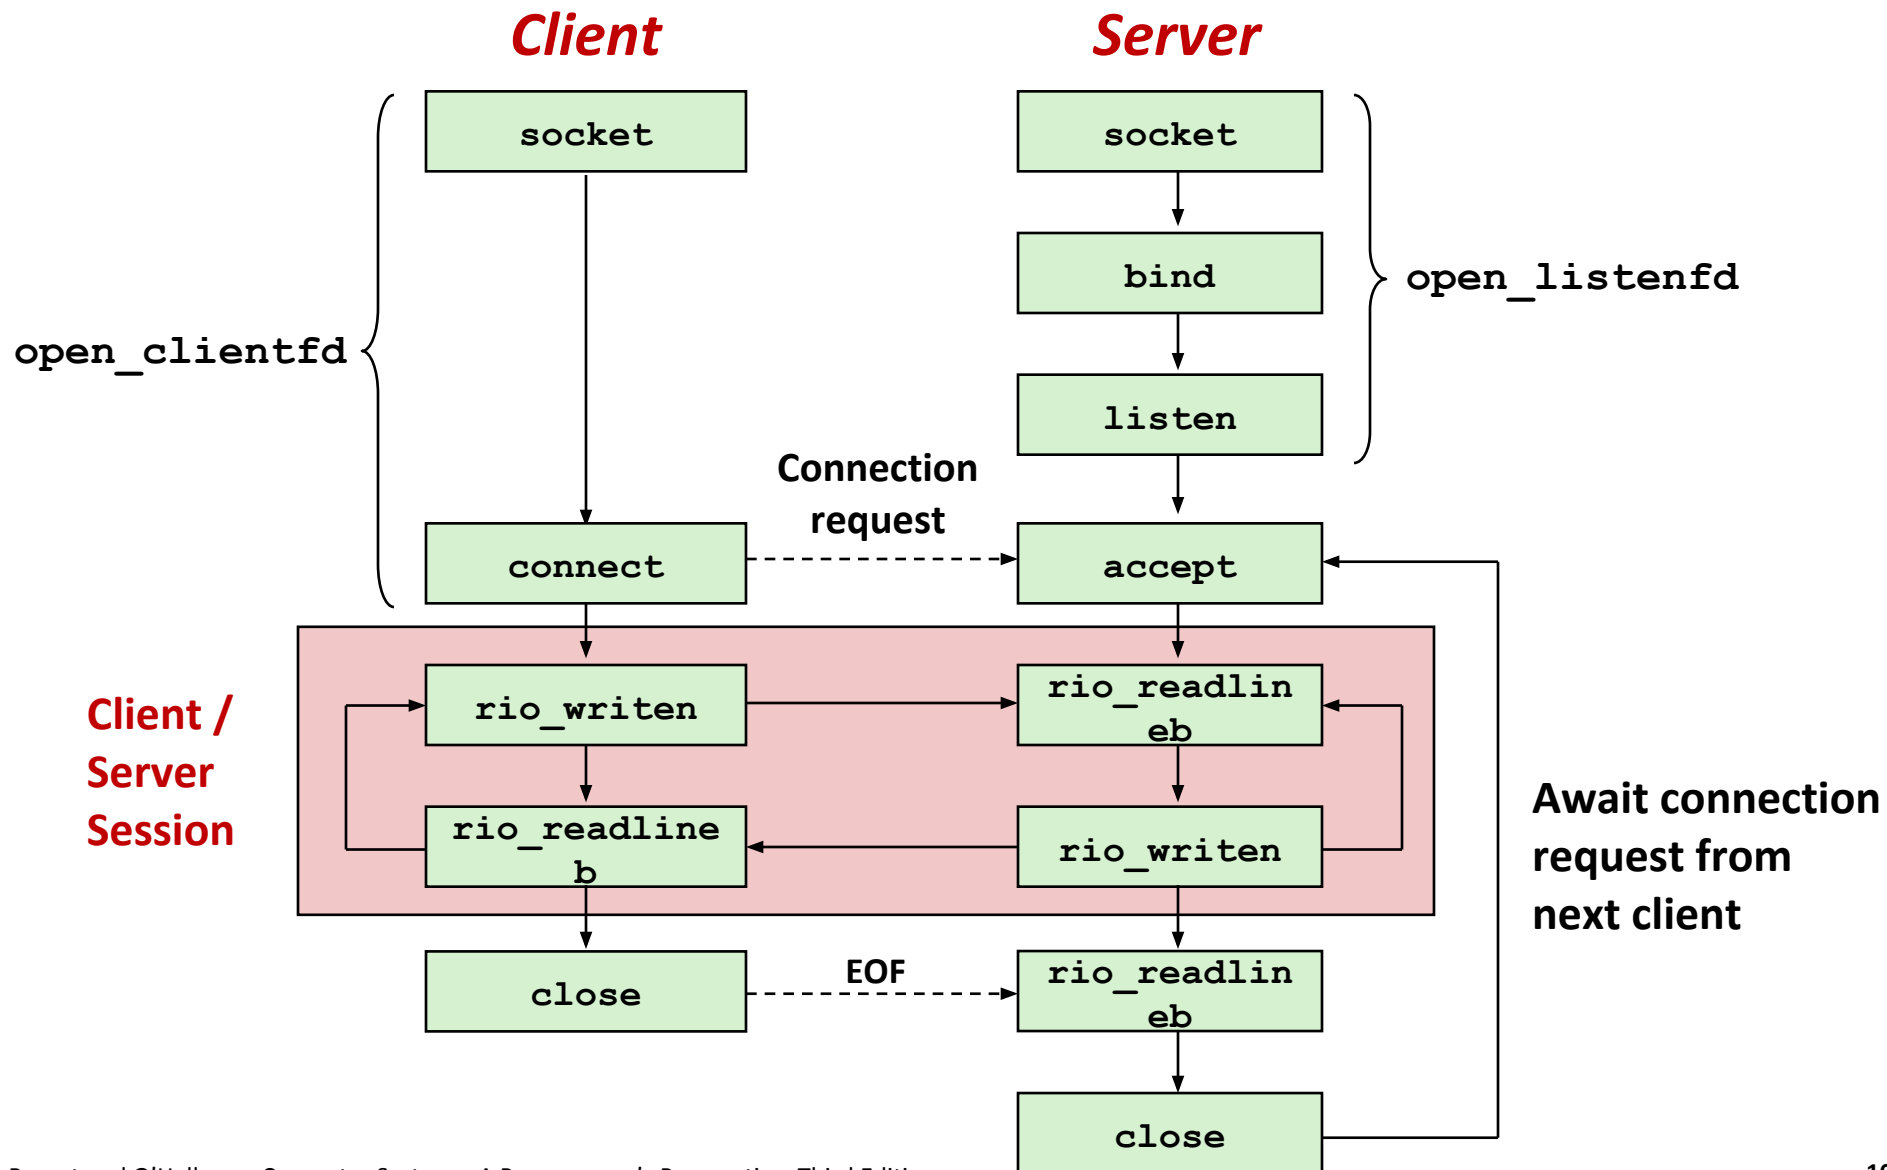 Client
Server
socket
socket
bind
open_listenfd
open_clientfd
listen
Connection
request
connect
accept
Client /
Server
Session
rio_writen
rio_readlin
eb
rio_readline
b
rio_writen
Await connection
request from
next client
close
EOF
rio_readlin
eb
close